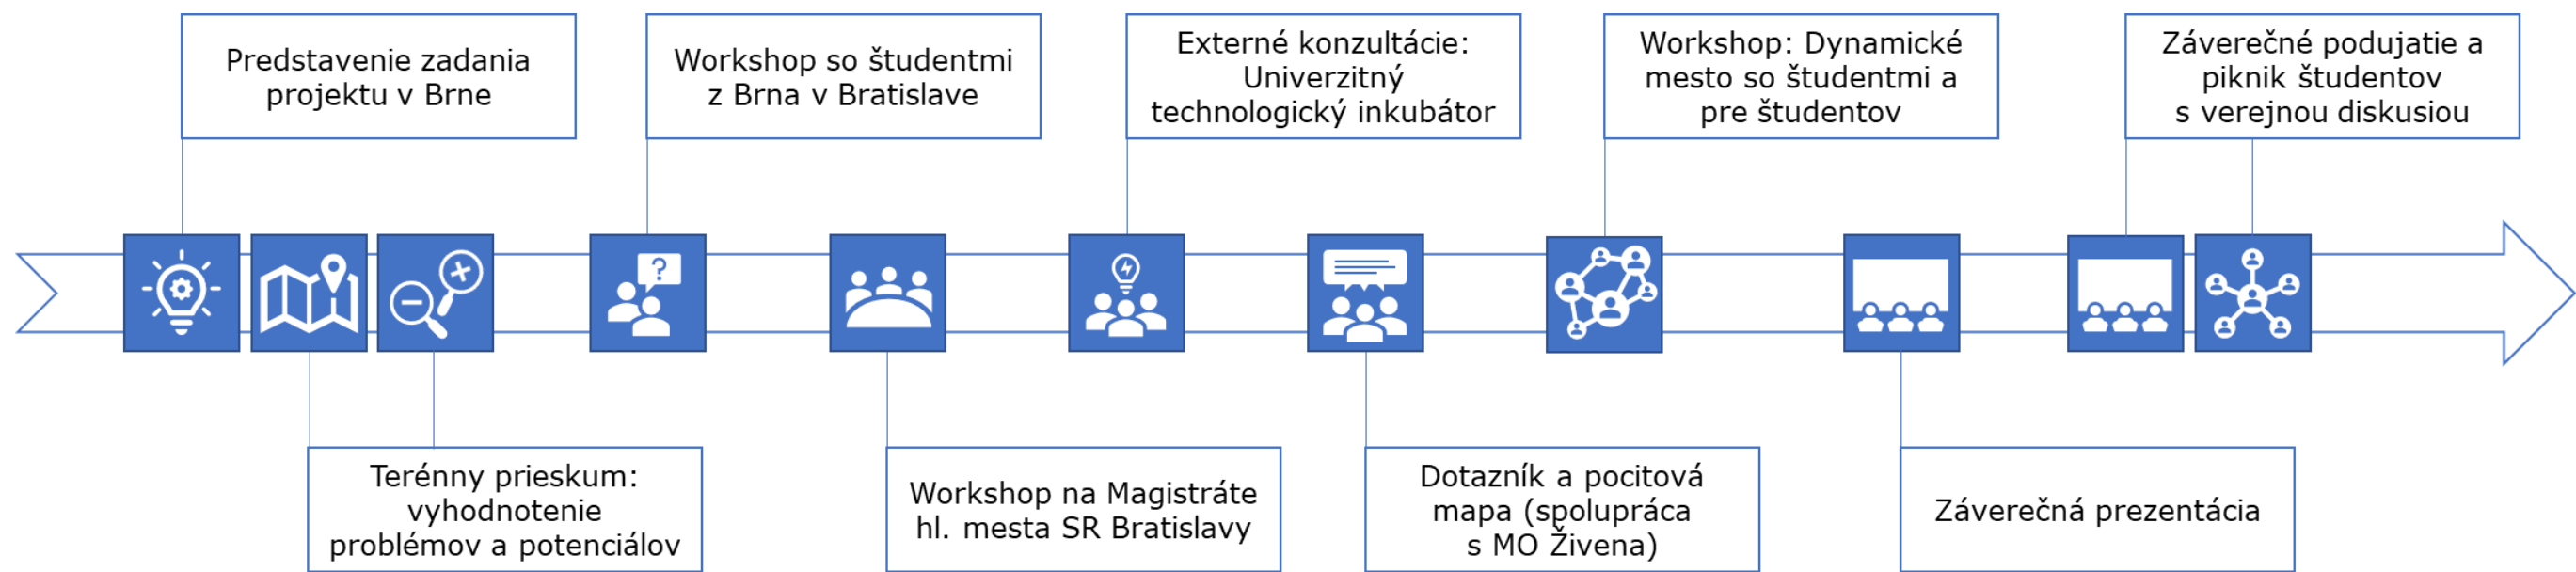 Predstavenie zadania
projektu v Brne
Workshop so študentmi
z Brna v Bratislave
Externé konzultácie:
Univerzitný
technologický inkubátor
Workshop: Dynamické
mesto so študentmi a
pre študentov
Záverečné podujatie a
piknik študentov
s verejnou diskusiou
?
Terénny prieskum:
vyhodnotenie
problémov a potenciálov
Workshop na Magistráte
hl. mesta SR Bratislavy
Dotazník a pocitová
mapa (spolupráca
s MO Živena)
Záverečná prezentácia